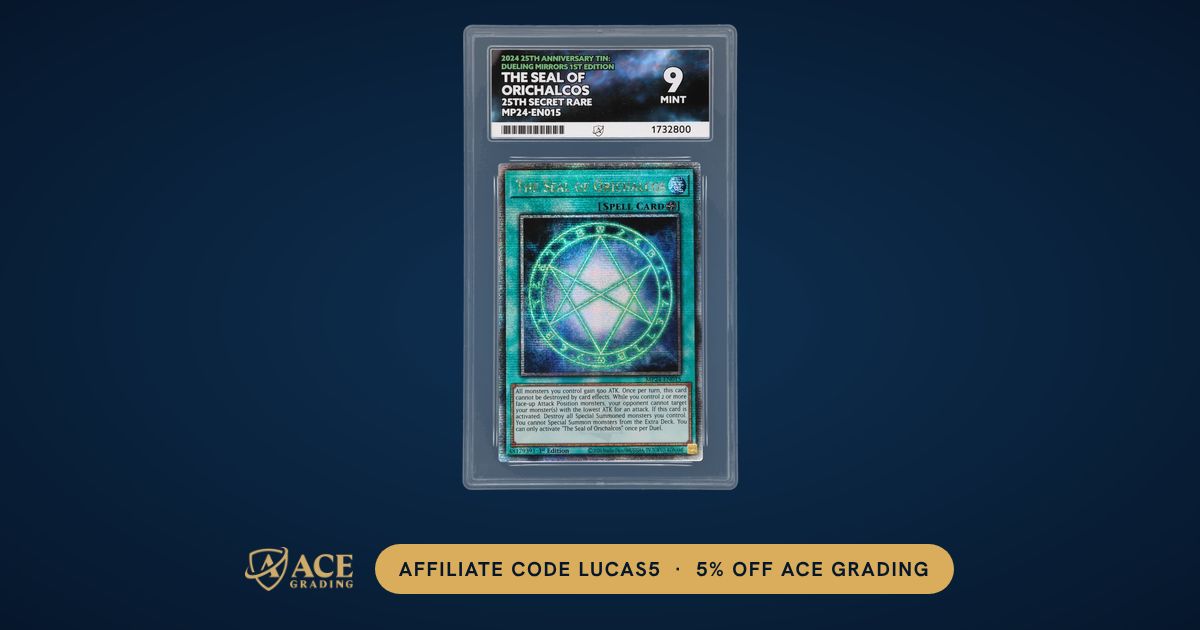 2024 25TH ANNIVERSARY TIN:
DUELING MIRRORS 1ST EDITION
THE SEAL OF
ORICHALCOS
25TH SECRET RARE
MP24-EN015
9
MINT
1732800
THE SEAL OF ORICHALCOS
[SPELL CARD]
MP24-EN015
All monsters you control gain 500 ATK. Once per turn, this card
cannot be destroyed by card effects. While you control 2 or more
face-up Attack Position monsters, your opponent cannot target
your monster(s) with the lowest ATK for an attack. If this card is
activated: Destroy all Special Summoned monsters you control.
You cannot Special Summon monsters from the Extra Deck. You
can only activate "The Seal of Orichalcos" once per Duel.
1st Edition
ACE
GRADING
AFFILIATE CODE LUCAS5 · 5% OFF ACE GRADING